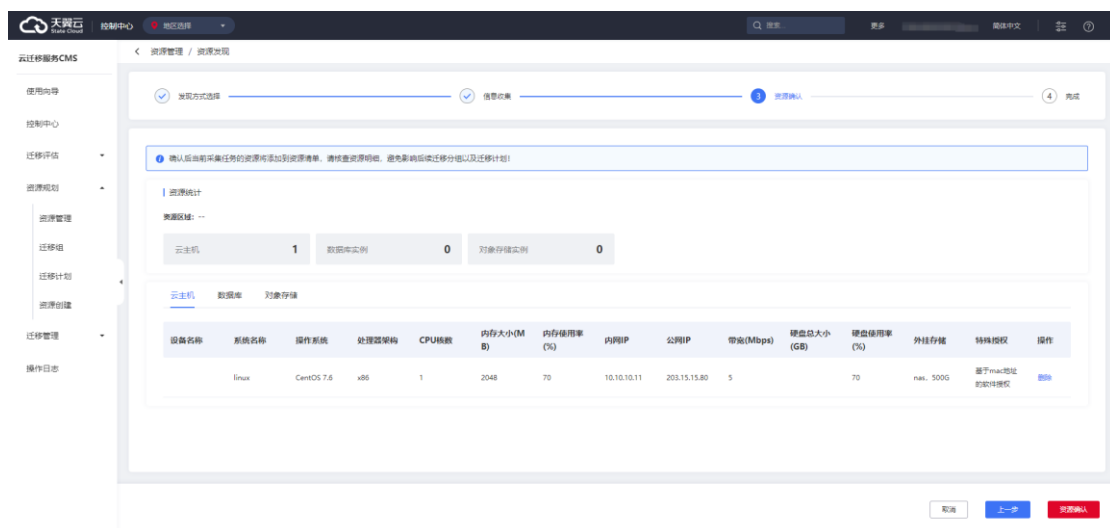 天翼云 State Cloud 控制中心 地区选择 搜索... 更多 简体中文
云迁移服务CMS
资源管理 / 资源发现
使用向导
控制中心
迁移评估
资源规划
资源管理
迁移组
迁移计划
资源创建
迁移管理
操作日志
发现方式选择 信息收集 3 资源确认 4 完成
确认后当前采集任务的资源将添加到资源清单，请核查资源明细，避免影响后续迁移分组以及迁移计划!
资源统计
资源区域： --
云主机 1 数据库实例 0 对象存储实例 0
云主机 数据库 对象存储
设备名称 系统名称 操作系统 处理器架构 CPU核数 内存大小(MB) 内存使用率(%) 内网IP 公网IP 带宽(Mbps) 硬盘总大小(GB) 硬盘使用率(%) 外挂存储 特殊授权 操作
linux CentOS 7.6 x86 1 2048 70 10.10.10.11 203.15.15.80 5 70 nas，500G 基于mac地址的软件授权 删除
取消 上一步 资源确认